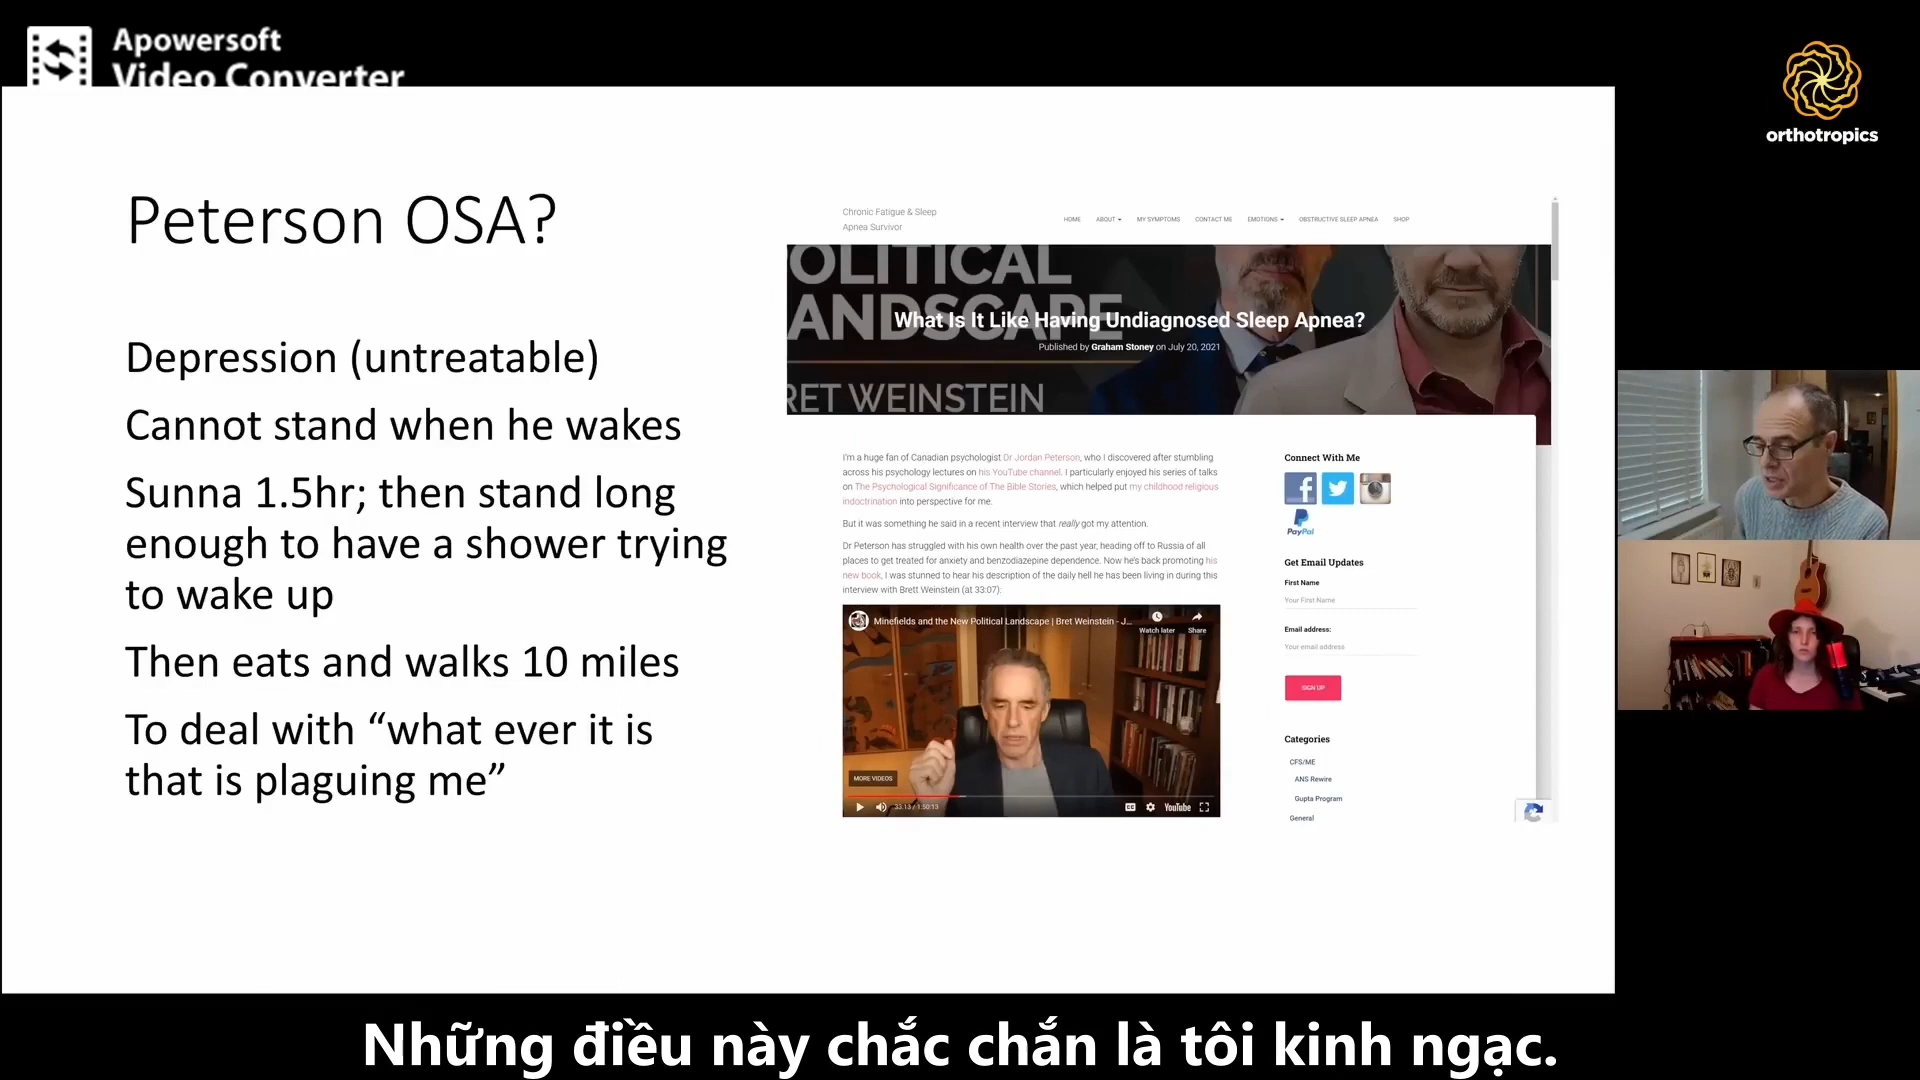 Apowersoft
Video Converter
orthotropics
Peterson OSA?
Depression (untreatable)
Cannot stand when he wakes
Sunna 1.5hr; then stand long
enough to have a shower trying
to wake up
Then eats and walks 10 miles
To deal with “what ever it is
that is plaguing me”
Chronic Fatigue & Sleep
Apnea Survivor
HOME ABOUT MY SYMPTOMS CONTACT ME EMOTIONS OBSTRUCTIVE SLEEP APNEA SHOP
OLITICAL
ANDSCAPE
What Is It Like Having Undiagnosed Sleep Apnea?
Published by Graham Stoney on July 20, 2021
RET WEINSTEIN
I'm a huge fan of Canadian psychologist Dr Jordan Peterson, who I discovered after stumbling
across his psychology lectures on his YouTube channel. I particularly enjoyed his series of talks
on The Psychological Significance of The Bible Stories, which helped put my childhood religious
indoctrination into perspective for me.
But it was something he said in a recent interview that really got my attention.
Dr Peterson has struggled with his own health over the past year, heading off to Russia of all
places to get treated for anxiety and benzodiazepine dependence. Now he's back promoting his
new book, I was stunned to hear his description of the daily hell he has been living in during this
interview with Brett Weinstein (at 33:07):
Minefields and the New Political Landscape | Bret Weinstein - J...
Watch later Share
MORE VIDEOS
33:13 / 1:50:13
YouTube
Connect With Me
PayPal
Get Email Updates
First Name
Your First Name
Email address:
Your email address
SIGN UP
Categories
CFS/ME
ANS Rewire
Gupta Program
General
Những điều này chắc chắn là tôi kinh ngạc.